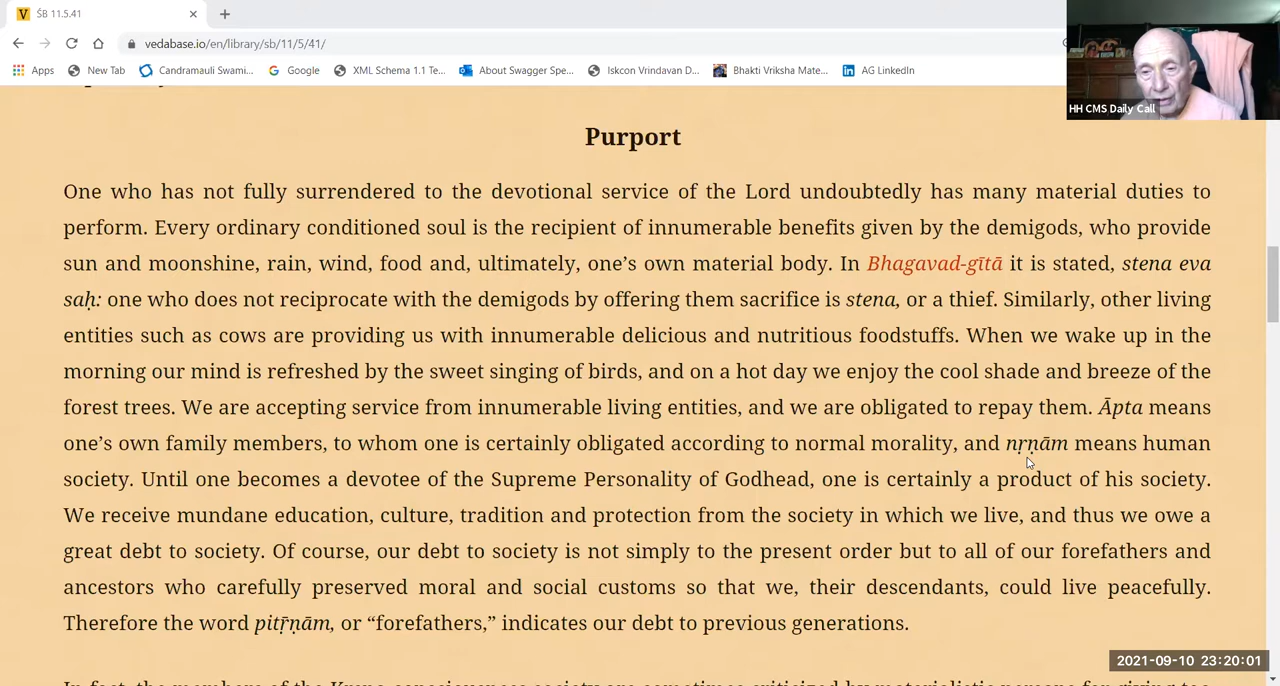 ŚB 11.5.41
vedabase.io/en/library/sb/11/5/41/
Apps
New Tab
Candramauli Swami...
Google
XML Schema 1.1 Te...
About Swagger Spe...
Iskcon Vrindavan D...
Bhakti Vriksha Mate...
AG LinkedIn
HH CMS Daily Call
Purport
One who has not fully surrendered to the devotional service of the Lord undoubtedly has many material duties to
perform. Every ordinary conditioned soul is the recipient of innumerable benefits given by the demigods, who provide
sun and moonshine, rain, wind, food and, ultimately, one’s own material body. In Bhagavad-gītā it is stated, stena eva
saḥ: one who does not reciprocate with the demigods by offering them sacrifice is stena, or a thief. Similarly, other living
entities such as cows are providing us with innumerable delicious and nutritious foodstuffs. When we wake up in the
morning our mind is refreshed by the sweet singing of birds, and on a hot day we enjoy the cool shade and breeze of the
forest trees. We are accepting service from innumerable living entities, and we are obligated to repay them. Āpta means
one’s own family members, to whom one is certainly obligated according to normal morality, and nṛṇām means human
society. Until one becomes a devotee of the Supreme Personality of Godhead, one is certainly a product of his society.
We receive mundane education, culture, tradition and protection from the society in which we live, and thus we owe a
great debt to society. Of course, our debt to society is not simply to the present order but to all of our forefathers and
ancestors who carefully preserved moral and social customs so that we, their descendants, could live peacefully.
Therefore the word pitṝṇām, or “forefathers,” indicates our debt to previous generations.
2021-09-10 23:20:01